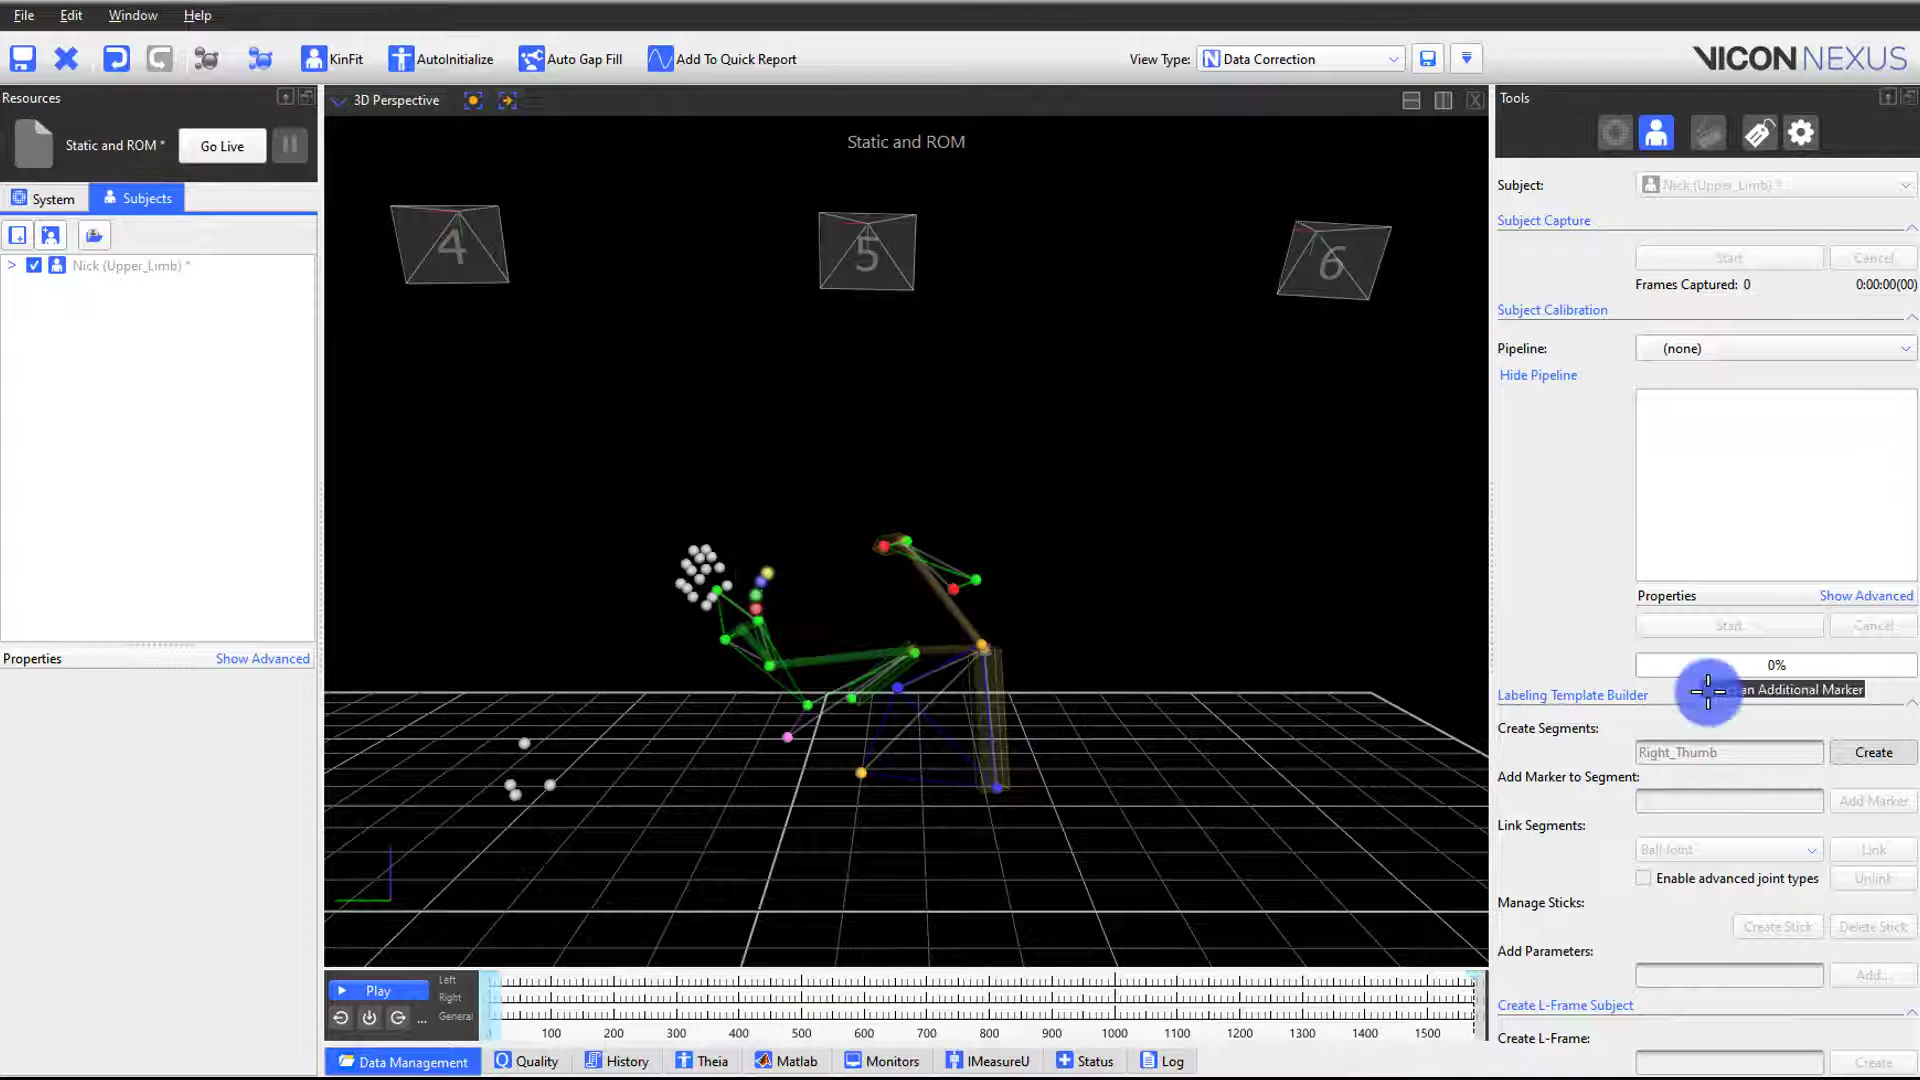 File Edit Window Help
KinFit AutoInitialize Auto Gap Fill Add To Quick Report View Type: Data Correction VICON NEXUS
Resources
Static and ROM * Go Live
System Subjects
Nick (Upper_Limb) *
Properties Show Advanced
3D Perspective
Static and ROM
4 5 6
Play
Left
Right
General
...
100 200 300 400 500 600 700 800 900 1000 1100 1200 1300 1400 1500
Data Management Quality History Theia Matlab Monitors IMeasureU Status Log
Tools
Subject: Nick (Upper_Limb) *
Subject Capture
Start Cancel
Frames Captured: 0 0:00:00(00)
Subject Calibration
Pipeline: (none)
Hide Pipeline
Properties Show Advanced
Start Cancel
0%
an Additional Marker
Labeling Template Builder
Create Segments:
Right_Thumb Create
Add Marker to Segment:
Add Marker
Link Segments:
Ball Joint Link
Enable advanced joint types Unlink
Manage Sticks:
Create Stick Delete Stick
Add Parameters:
Add...
Create L-Frame Subject
Create L-Frame:
Create